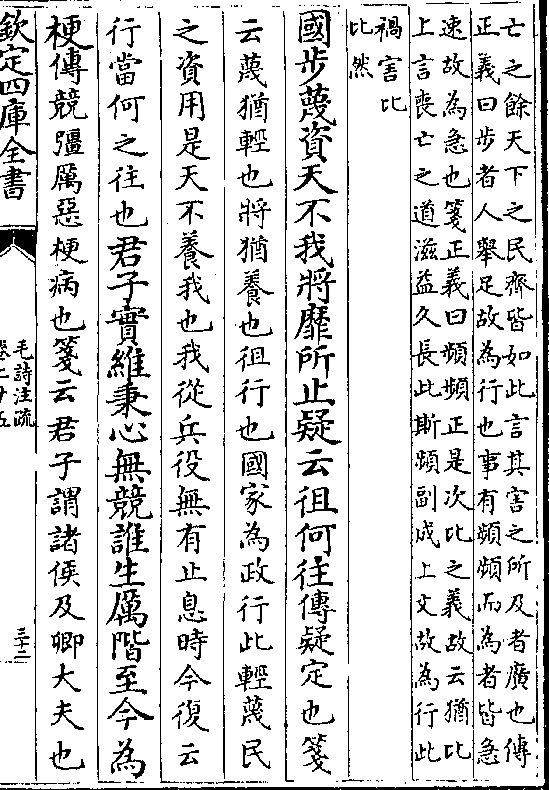 亡之餘天下之民齊皆如此言其害之所及者廣也傳
正義曰步者人舉足故為行也事有頻頻而為者皆急
速故為急也箋正義曰頻頻正是次比之義故云猶比
上言喪亡之道滋益久長此斯頻副成上文故為行此
禍害比
比然
國步蔑資天不我將靡所止疑云徂何往傳疑定也箋
云蔑猶輕也將猶養也徂行也國家為政行此輕蔑民
之資用是天不養我也我從兵役無有止息時今復云
行當何之往也君子實維秉心無競誰生厲階至今為
梗傳競彊厲惡梗病也箋云君子謂諸侯及卿大夫也
欽定四庫全書
毛詩注疏
卷二十五
三十二